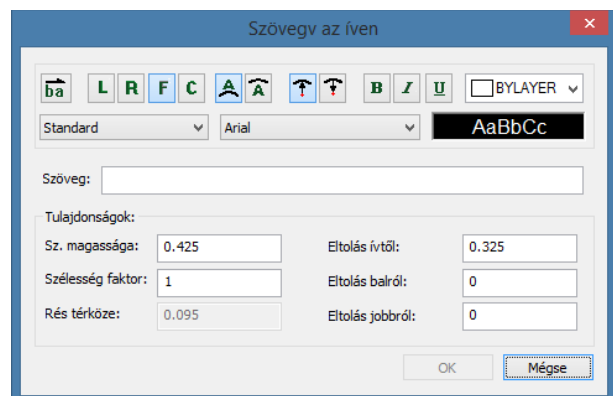 Szövegv az íven
ba L R F C A A B I U BYLAYER
Standard Arial AaBbCc
Szöveg:
Tulajdonságok:
Sz. magassága: 0.425 Eltolás ívtől: 0.325
Szélesség faktor: 1 Eltolás balról: 0
Rés térköze: 0.095 Eltolás jobbról: 0
OK Mégse